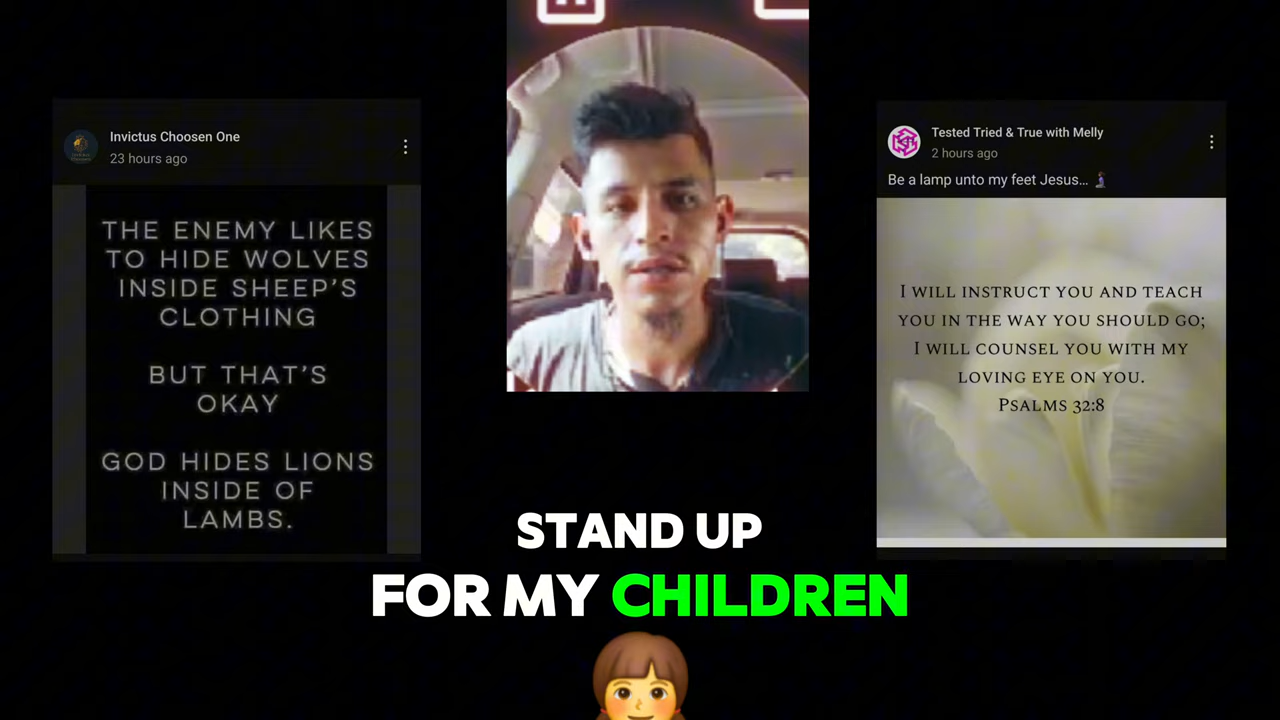 Invictus Choosen One
23 hours ago
THE ENEMY LIKES
TO HIDE WOLVES
INSIDE SHEEP'S
CLOTHING
BUT THAT'S
OKAY
GOD HIDES LIONS
INSIDE OF
LAMBS.
STAND UP
FOR MY CHILDREN
Tested Tried & True with Melly
2 hours ago
Be a lamp unto my feet Jesus...
I WILL INSTRUCT YOU AND TEACH
YOU IN THE WAY YOU SHOULD GO;
I WILL COUNSEL YOU WITH MY
LOVING EYE ON YOU.
PSALMS 32:8